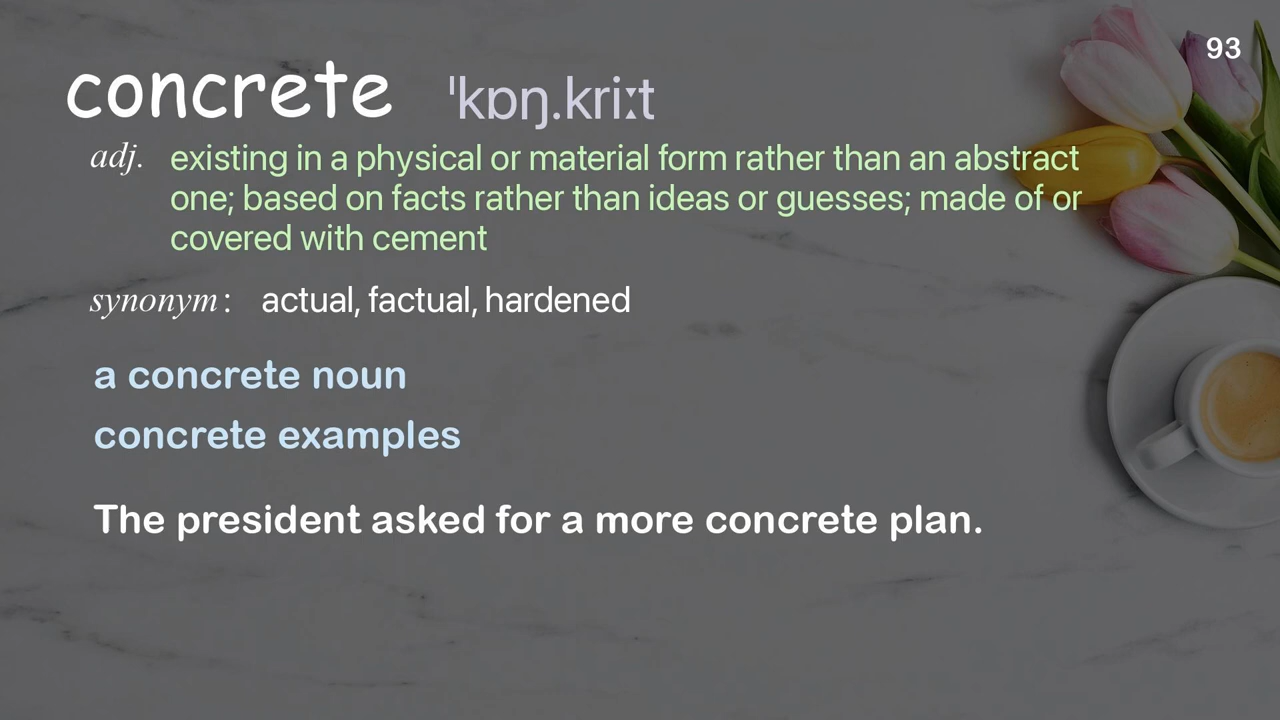 93
concrete ˈkɒŋ.kriːt
adj. existing in a physical or material form rather than an abstract
one; based on facts rather than ideas or guesses; made of or
covered with cement
synonym: actual, factual, hardened
a concrete noun
concrete examples
The president asked for a more concrete plan.